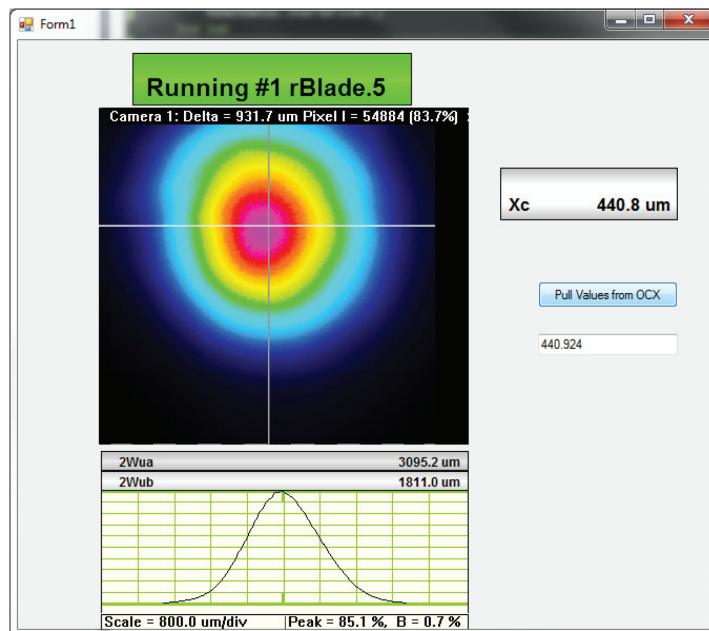 Form1
Running #1 rBlade.5
Camera 1: Delta = 931.7 um Pixel I = 54884 (83.7%)
Xc 440.8 um
Pull Values from OCX
440.924
2Wua 3095.2 um
2Wub 1811.0 um
Scale = 800.0 um/div Peak = 85.1 %, B = 0.7 %